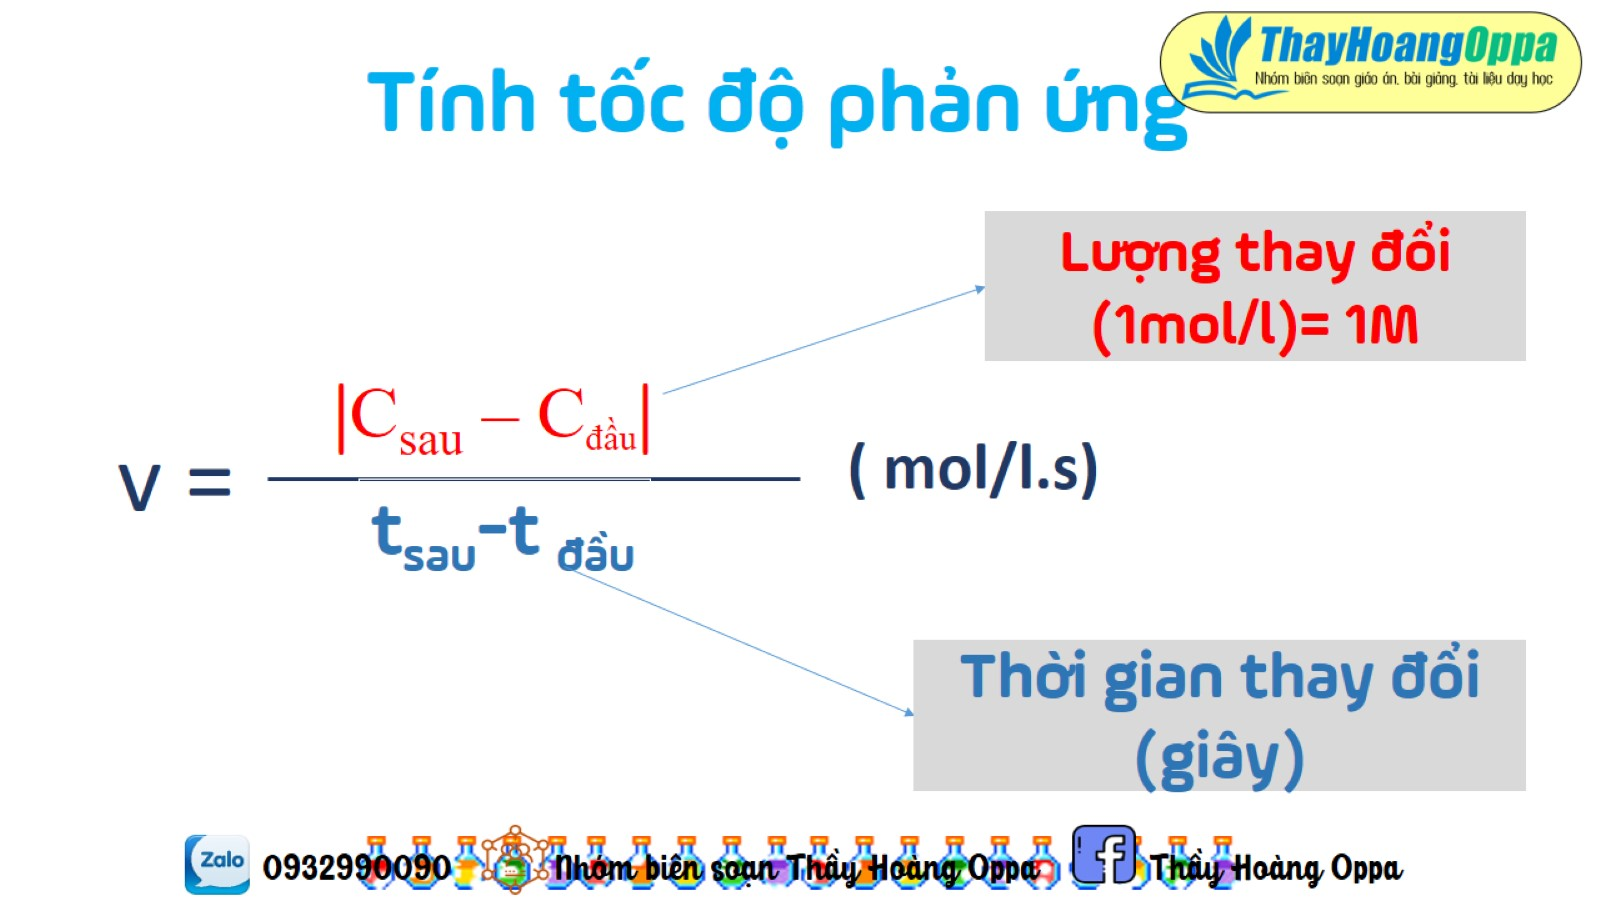 ThayHoangOppa
Nhóm biên soạn giáo án, bài giảng, tài liệu dạy học
Tính tốc độ phản ứng
Lượng thay đổi
(1mol/l)= 1M
|Csau – Cđầu|
v =
( mol/l.s)
tsau-t đầu
Thời gian thay đổi
(giây)
Zalo 0932990090 Nhóm biên soạn Thầy Hoàng Oppa f Thầy Hoàng Oppa